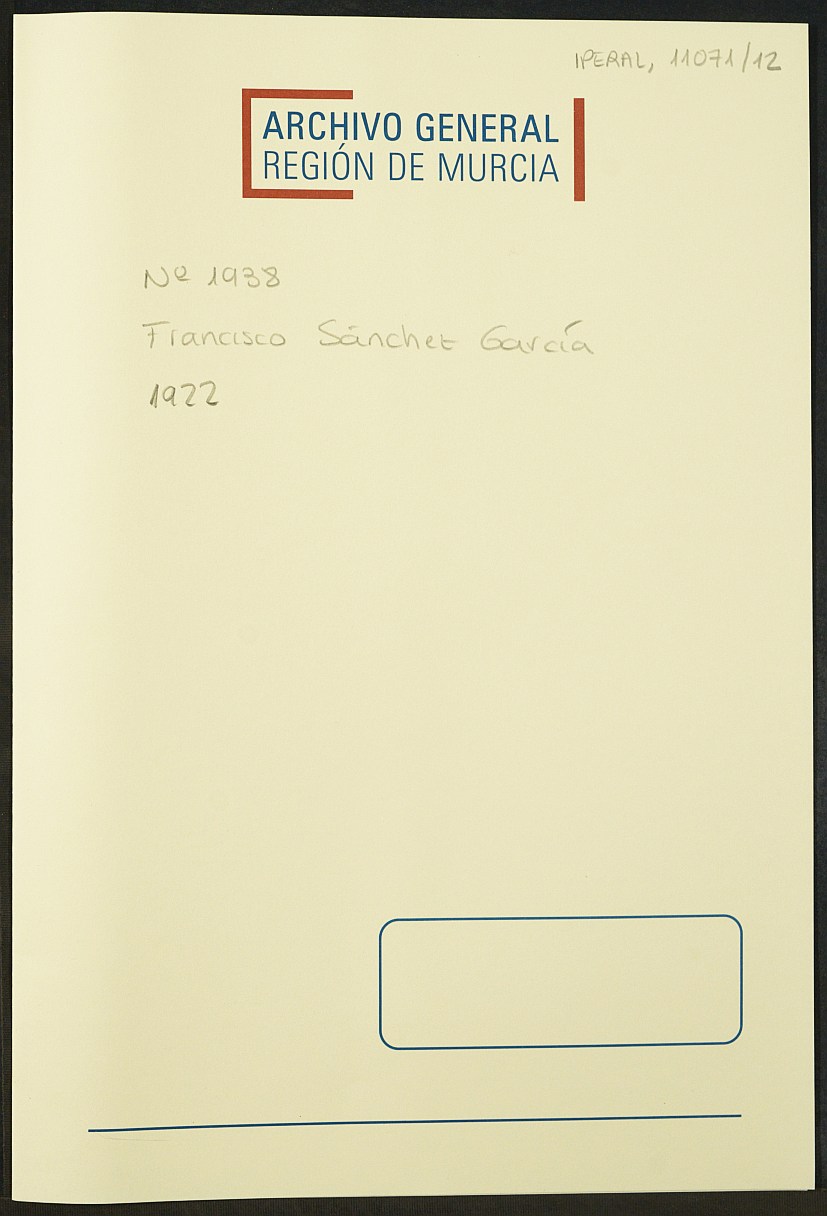 IPERAL, 11071/12
ARCHIVO GENERAL
REGIÓN DE MURCIA
Nº 1938
Francisco Sánchez García
1922